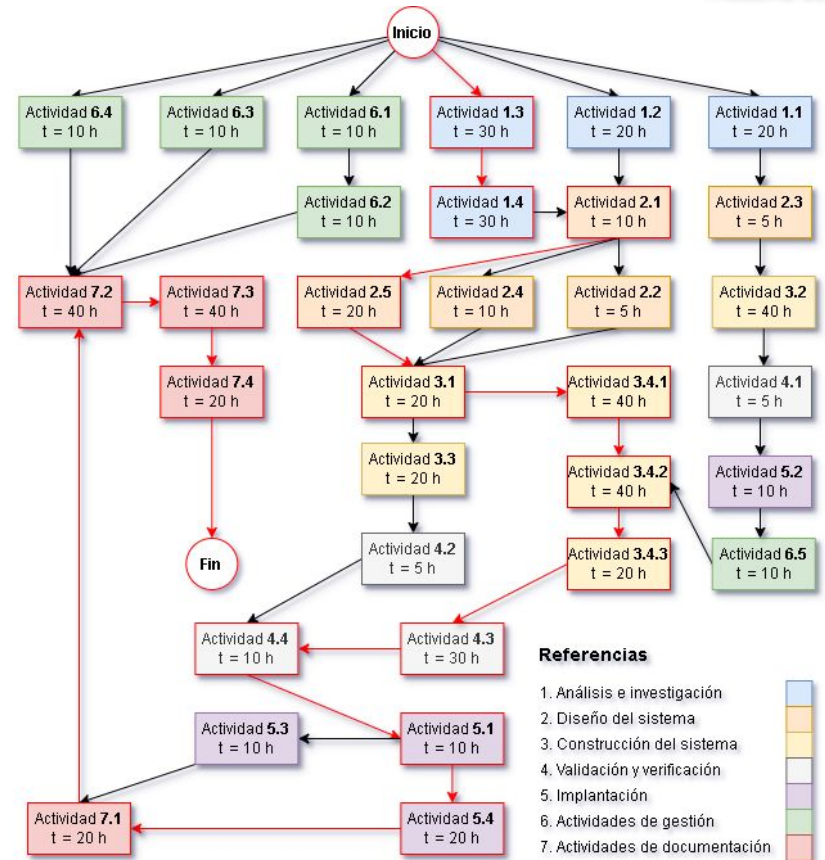 Inicio
Actividad 6.4
t = 10 h
Actividad 6.3
t = 10 h
Actividad 6.1
t = 10 h
Actividad 1.3
t = 30 h
Actividad 1.2
t = 20 h
Actividad 1.1
t = 20 h
Actividad 6.2
t = 10 h
Actividad 1.4
t = 30 h
Actividad 2.1
t = 10 h
Actividad 2.3
t = 5 h
Actividad 7.2
t = 40 h
Actividad 7.3
t = 40 h
Actividad 2.5
t = 20 h
Actividad 2.4
t = 10 h
Actividad 2.2
t = 5 h
Actividad 3.2
t = 40 h
Actividad 7.4
t = 20 h
Actividad 3.1
t = 20 h
Actividad 3.4.1
t = 40 h
Actividad 4.1
t = 5 h
Actividad 3.3
t = 20 h
Actividad 3.4.2
t = 40 h
Actividad 5.2
t = 10 h
Fin
Actividad 4.2
t = 5 h
Actividad 3.4.3
t = 20 h
Actividad 6.5
t = 10 h
Actividad 4.4
t = 10 h
Actividad 4.3
t = 30 h
Actividad 5.3
t = 10 h
Actividad 5.1
t = 10 h
Actividad 7.1
t = 20 h
Actividad 5.4
t = 20 h
Referencias
1. Análisis e investigación
2. Diseño del sistema
3. Construcción del sistema
4. Validación y verificación
5. Implantación
6. Actividades de gestión
7. Actividades de documentación